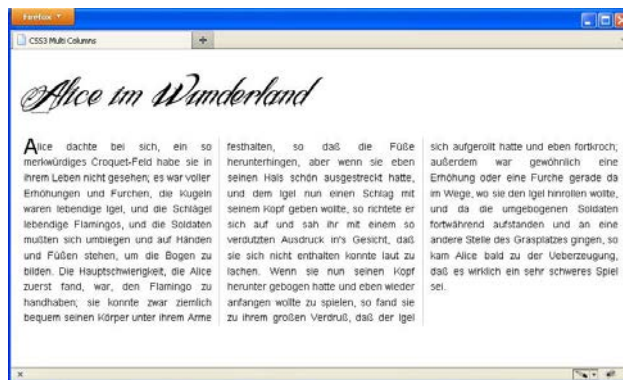 Firefox
CSS3 Multi Columns
Alice im Wunderland
Alice dachte bei sich, ein so
merkwürdiges Croquet-Feld habe sie in
ihrem Leben nicht gesehen; es war voller
Erhöhungen und Furchen, die Kugeln
waren lebendige Igel, und die Schlägel
lebendige Flamingos, und die Soldaten
mußten sich umbiegen und auf Händen
und Füßen stehen, um die Bogen zu
bilden. Die Hauptschwierigkeit, die Alice
zuerst fand, war, den Flamingo zu
handhaben; sie konnte zwar ziemlich
bequem seinen Körper unter ihrem Arme
festhalten, so daß die Füße
herunterhingen, aber wenn sie eben
seinen Hals schön ausgestreckt hatte,
und dem Igel nun einen Schlag mit
seinem Kopf geben wollte, so richtete er
sich auf und sah ihr mit einem so
verdutzten Ausdruck in's Gesicht, daß
sie sich nicht enthalten konnte laut zu
lachen. Wenn sie nun seinen Kopf
herunter gebogen hatte und eben wieder
anfangen wollte zu spielen, so fand sie
zu ihrem großen Verdruß, daß der Igel
sich aufgerollt hatte und eben fortkroch;
außerdem war gewöhnlich eine
Erhöhung oder eine Furche gerade da
im Wege, wo sie den Igel hinrollen wollte,
und da die umgebogenen Soldaten
fortwährend aufstanden und an eine
andere Stelle des Grasplatzes gingen, so
kam Alice bald zu der Ueberzeugung,
daß es wirklich ein sehr schweres Spiel
sei.